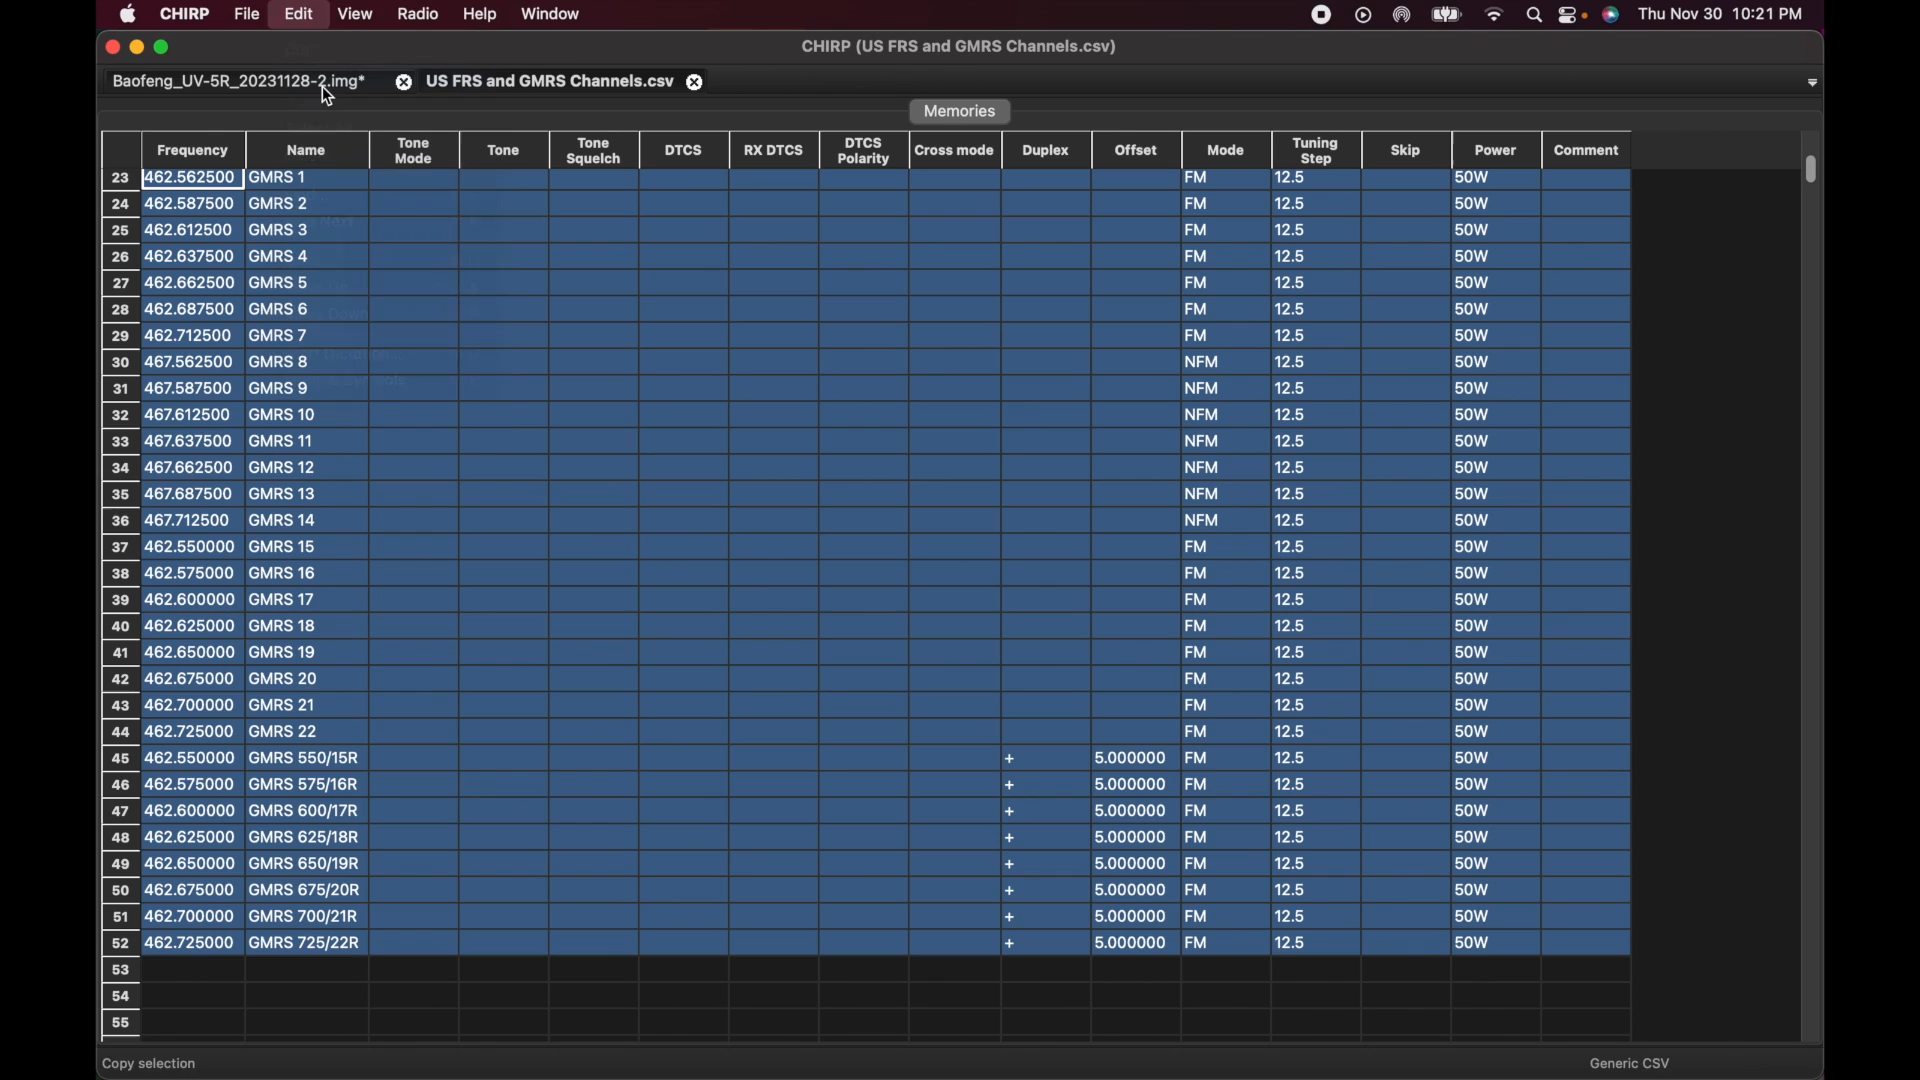 CHIRP File Edit View Radio Help Window Thu Nov 30 10:21 PM
CHIRP (US FRS and GMRS Channels.csv)
Baofeng_UV-5R_20231128-2.img* US FRS and GMRS Channels.csv
Memories
Frequency Name Tone Mode Tone Tone Squelch DTCS RX DTCS DTCS Polarity Cross mode Duplex Offset Mode Tuning Step Skip Power Comment
23 462.562500 GMRS 1 FM 12.5 50W
24 462.587500 GMRS 2 FM 12.5 50W
25 462.612500 GMRS 3 FM 12.5 50W
26 462.637500 GMRS 4 FM 12.5 50W
27 462.662500 GMRS 5 FM 12.5 50W
28 462.687500 GMRS 6 FM 12.5 50W
29 462.712500 GMRS 7 FM 12.5 50W
30 467.562500 GMRS 8 NFM 12.5 50W
31 467.587500 GMRS 9 NFM 12.5 50W
32 467.612500 GMRS 10 NFM 12.5 50W
33 467.637500 GMRS 11 NFM 12.5 50W
34 467.662500 GMRS 12 NFM 12.5 50W
35 467.687500 GMRS 13 NFM 12.5 50W
36 467.712500 GMRS 14 NFM 12.5 50W
37 462.550000 GMRS 15 FM 12.5 50W
38 462.575000 GMRS 16 FM 12.5 50W
39 462.600000 GMRS 17 FM 12.5 50W
40 462.625000 GMRS 18 FM 12.5 50W
41 462.650000 GMRS 19 FM 12.5 50W
42 462.675000 GMRS 20 FM 12.5 50W
43 462.700000 GMRS 21 FM 12.5 50W
44 462.725000 GMRS 22 FM 12.5 50W
45 462.550000 GMRS 550/15R + 5.000000 FM 12.5 50W
46 462.575000 GMRS 575/16R + 5.000000 FM 12.5 50W
47 462.600000 GMRS 600/17R + 5.000000 FM 12.5 50W
48 462.625000 GMRS 625/18R + 5.000000 FM 12.5 50W
49 462.650000 GMRS 650/19R + 5.000000 FM 12.5 50W
50 462.675000 GMRS 675/20R + 5.000000 FM 12.5 50W
51 462.700000 GMRS 700/21R + 5.000000 FM 12.5 50W
52 462.725000 GMRS 725/22R + 5.000000 FM 12.5 50W
53
54
55
Copy selection Generic CSV